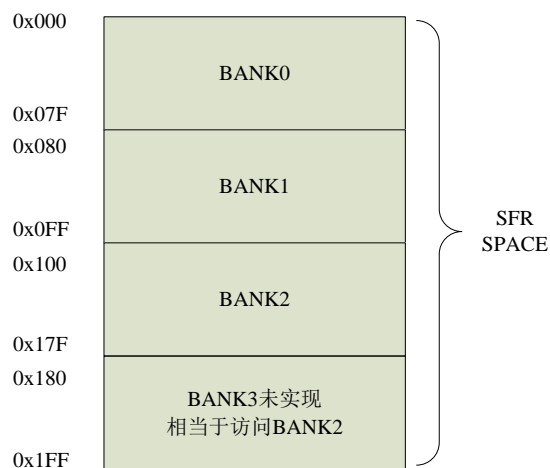 0x000
BANK0
0x07F
0x080
BANK1
0x0FF
SFR
SPACE
0x100
BANK2
0x17F
0x180
BANK3未实现
相当于访问BANK2
0x1FF